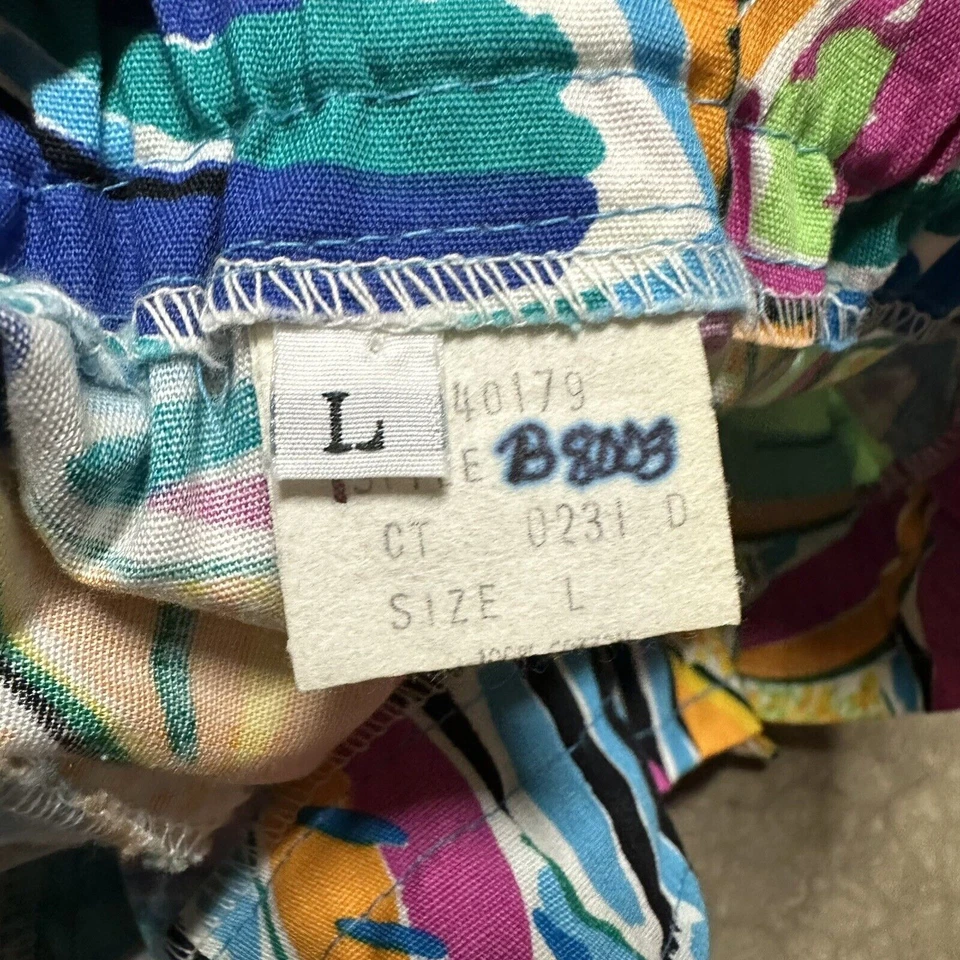 L
40179
E B8003
CT 0231 D
SIZE L